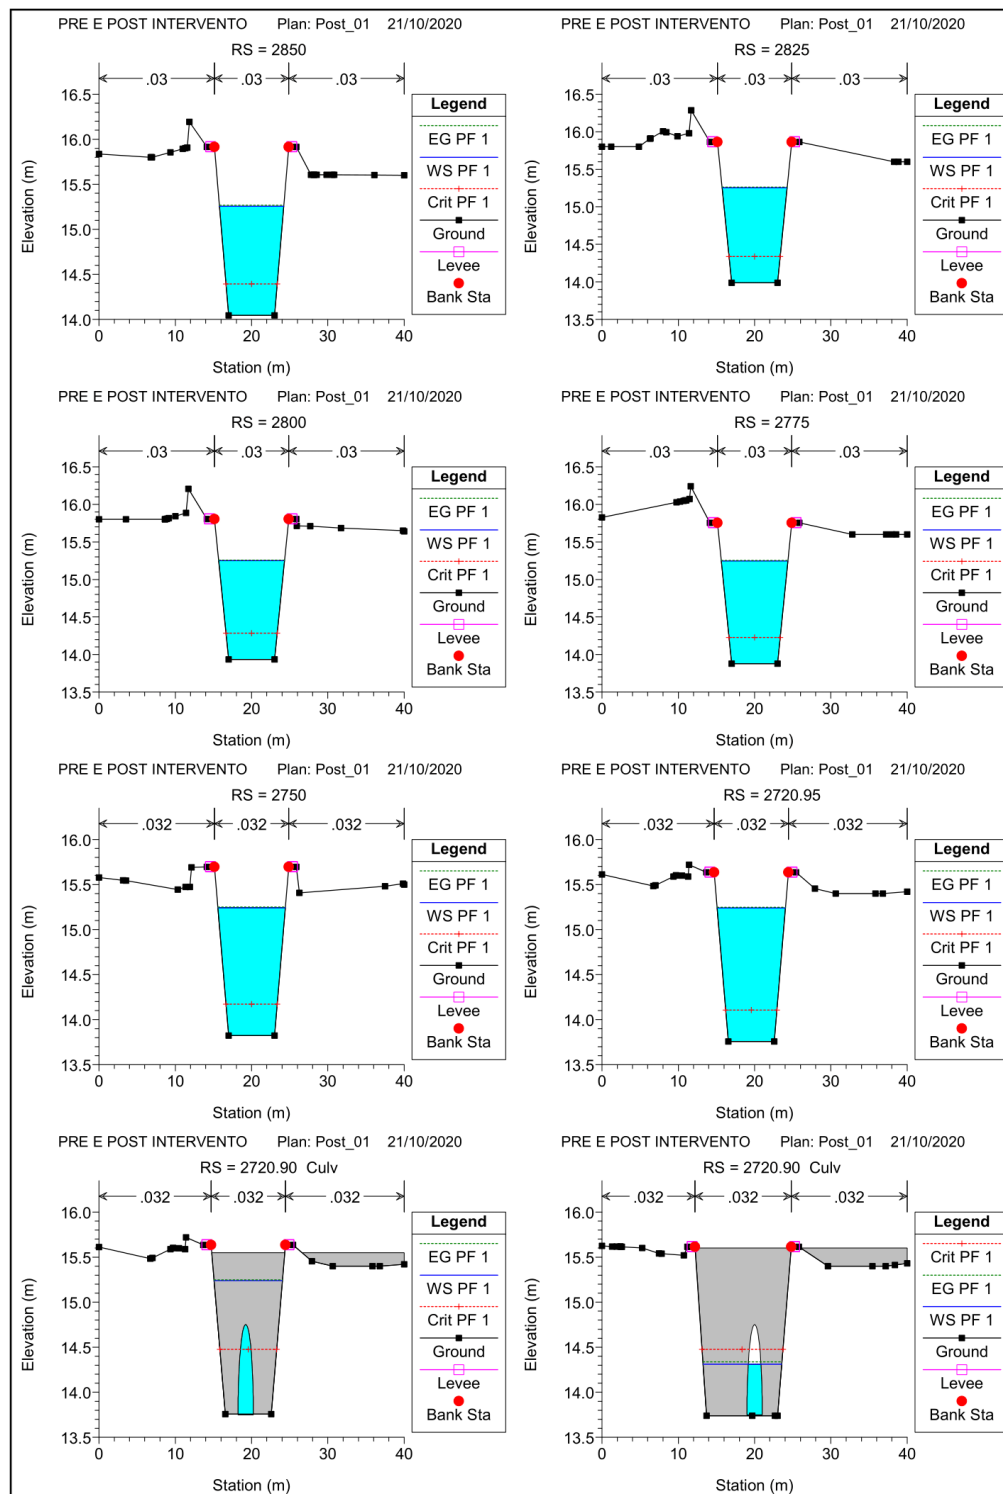 PRE E POST INTERVENTO Plan: Post_01 21/10/2020
RS = 2850
.03 .03 .03
16.5
16.0
15.5
15.0
14.5
14.0
Elevation (m)
0 10 20 30 40
Station (m)
Legend
EG PF 1
WS PF 1
Crit PF 1
Ground
Levee
Bank Sta
PRE E POST INTERVENTO Plan: Post_01 21/10/2020
RS = 2825
.03 .03 .03
16.5
16.0
15.5
15.0
14.5
14.0
13.5
Elevation (m)
0 10 20 30 40
Station (m)
Legend
EG PF 1
WS PF 1
Crit PF 1
Ground
Levee
Bank Sta
PRE E POST INTERVENTO Plan: Post_01 21/10/2020
RS = 2800
.03 .03 .03
16.5
16.0
15.5
15.0
14.5
14.0
13.5
Elevation (m)
0 10 20 30 40
Station (m)
Legend
EG PF 1
WS PF 1
Crit PF 1
Ground
Levee
Bank Sta
PRE E POST INTERVENTO Plan: Post_01 21/10/2020
RS = 2775
.03 .03 .03
16.5
16.0
15.5
15.0
14.5
14.0
13.5
Elevation (m)
0 10 20 30 40
Station (m)
Legend
EG PF 1
WS PF 1
Crit PF 1
Ground
Levee
Bank Sta
PRE E POST INTERVENTO Plan: Post_01 21/10/2020
RS = 2750
.032 .032 .032
16.0
15.5
15.0
14.5
14.0
13.5
Elevation (m)
0 10 20 30 40
Station (m)
Legend
EG PF 1
WS PF 1
Crit PF 1
Ground
Levee
Bank Sta
PRE E POST INTERVENTO Plan: Post_01 21/10/2020
RS = 2720.95
.032 .032 .032
16.0
15.5
15.0
14.5
14.0
13.5
Elevation (m)
0 10 20 30 40
Station (m)
Legend
EG PF 1
WS PF 1
Crit PF 1
Ground
Levee
Bank Sta
PRE E POST INTERVENTO Plan: Post_01 21/10/2020
RS = 2720.90 Culv
.032 .032 .032
16.0
15.5
15.0
14.5
14.0
13.5
Elevation (m)
0 10 20 30 40
Station (m)
Legend
EG PF 1
WS PF 1
Crit PF 1
Ground
Levee
Bank Sta
PRE E POST INTERVENTO Plan: Post_01 21/10/2020
RS = 2720.90 Culv
.032 .032 .032
16.0
15.5
15.0
14.5
14.0
13.5
Elevation (m)
0 10 20 30 40
Station (m)
Legend
Crit PF 1
EG PF 1
WS PF 1
Ground
Levee
Bank Sta